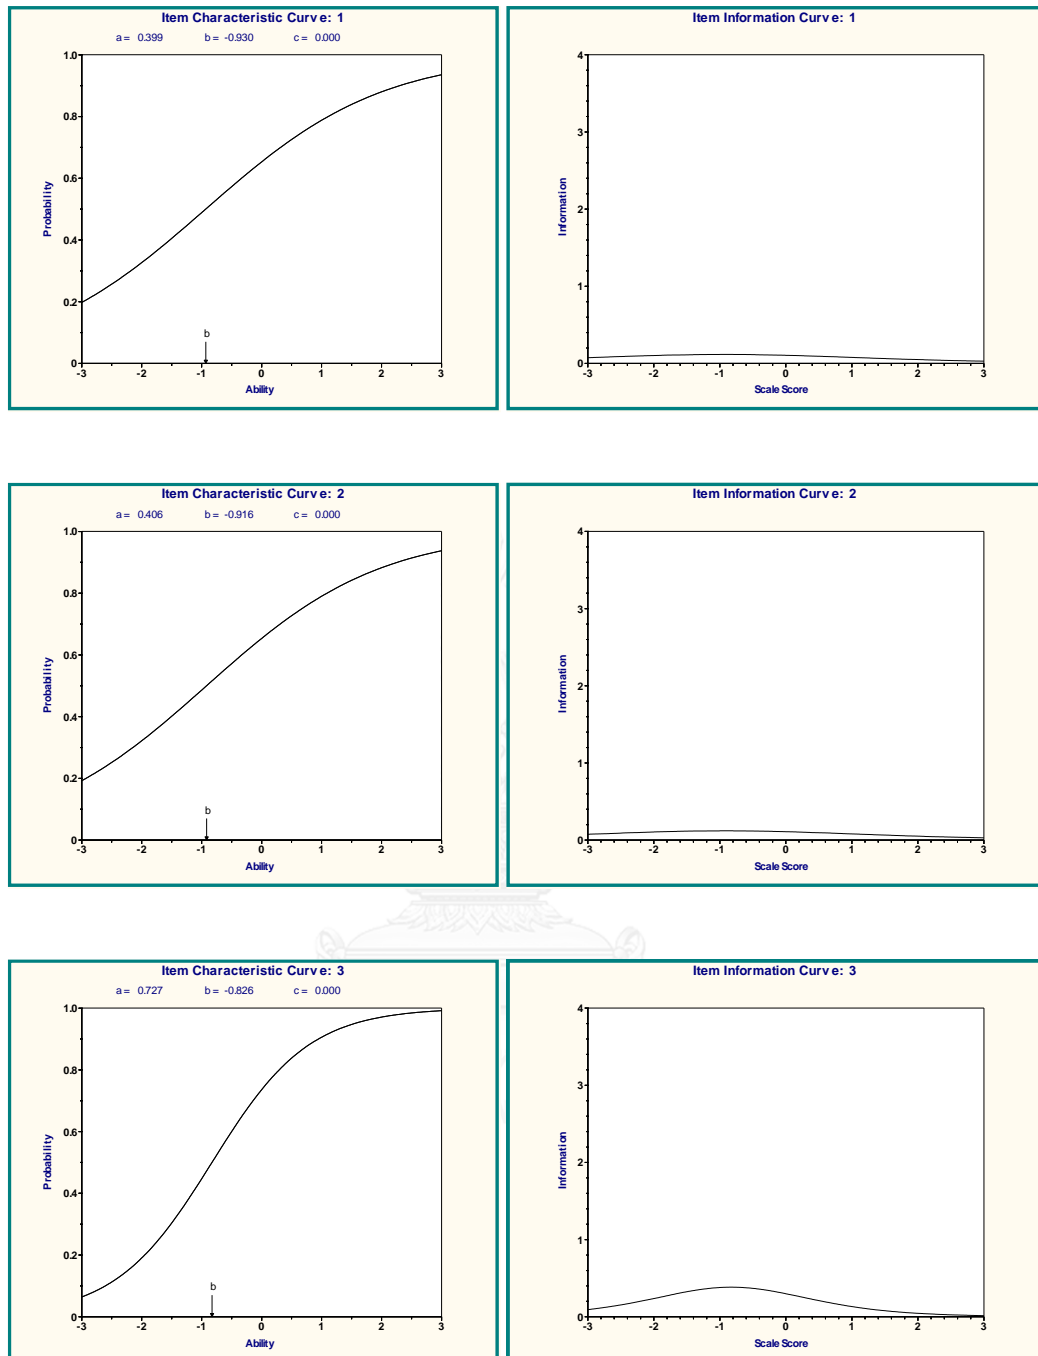 Item Characteristic Curve: 1
a = 0.399 b = -0.930 c = 0.000
1.0
0.8
0.6
0.4
0.2
0
Probability
b
-3 -2 -1 0 1 2 3
Ability
Item Information Curve: 1
4
3
2
1
0
Information
-3 -2 -1 0 1 2 3
Scale Score
Item Characteristic Curve: 2
a = 0.406 b = -0.916 c = 0.000
1.0
0.8
0.6
0.4
0.2
0
Probability
b
-3 -2 -1 0 1 2 3
Ability
Item Information Curve: 2
4
3
2
1
0
Information
-3 -2 -1 0 1 2 3
Scale Score
Item Characteristic Curve: 3
a = 0.727 b = -0.826 c = 0.000
1.0
0.8
0.6
0.4
0.2
0
Probability
b
-3 -2 -1 0 1 2 3
Ability
Item Information Curve: 3
4
3
2
1
0
Information
-3 -2 -1 0 1 2 3
Scale Score